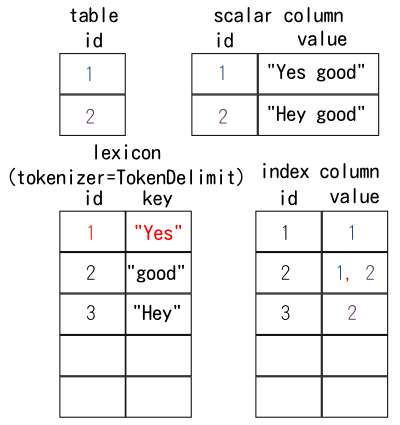 table
scalar column
id
id value
1
1 "Yes good"
2
2 "Hey good"
lexicon
(tokenizer=TokenDelimit)
id key
1 "Yes"
2 "good"
3 "Hey"
index column
id value
1 1
2 1, 2
3 2